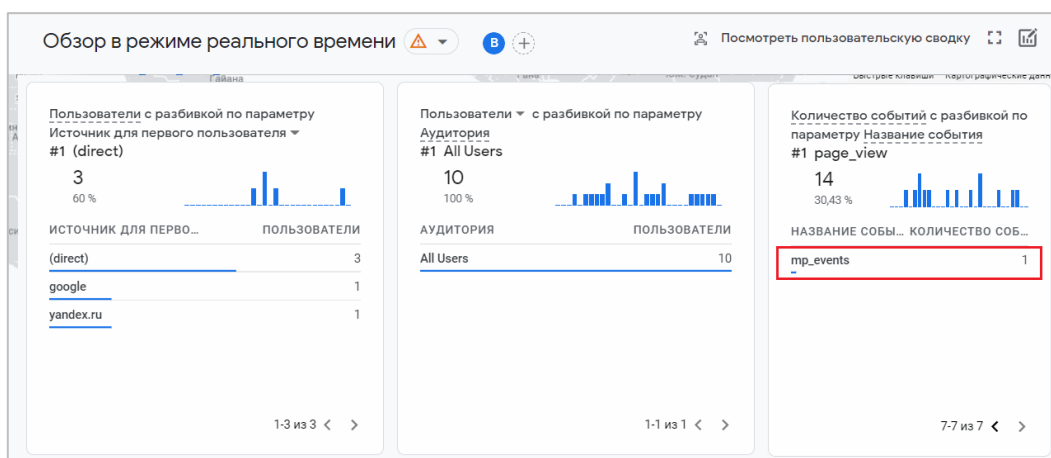 Обзор в режиме реального времени
B
Посмотреть пользовательскую сводку
Гайана
Быстрые клавиши Картографические данн
Пользователи с разбивкой по параметру
Источник для первого пользователя
#1 (direct)
3
60 %
ИСТОЧНИК ДЛЯ ПЕРВО... ПОЛЬЗОВАТЕЛИ
(direct) 3
google 1
yandex.ru 1
1-3 из 3
Пользователи с разбивкой по параметру
Аудитория
#1 All Users
10
100 %
АУДИТОРИЯ ПОЛЬЗОВАТЕЛИ
All Users 10
1-1 из 1
Количество событий с разбивкой по
параметру Название события
#1 page_view
14
30,43 %
НАЗВАНИЕ СОБЫ... КОЛИЧЕСТВО СОБ...
mp_events 1
7-7 из 7